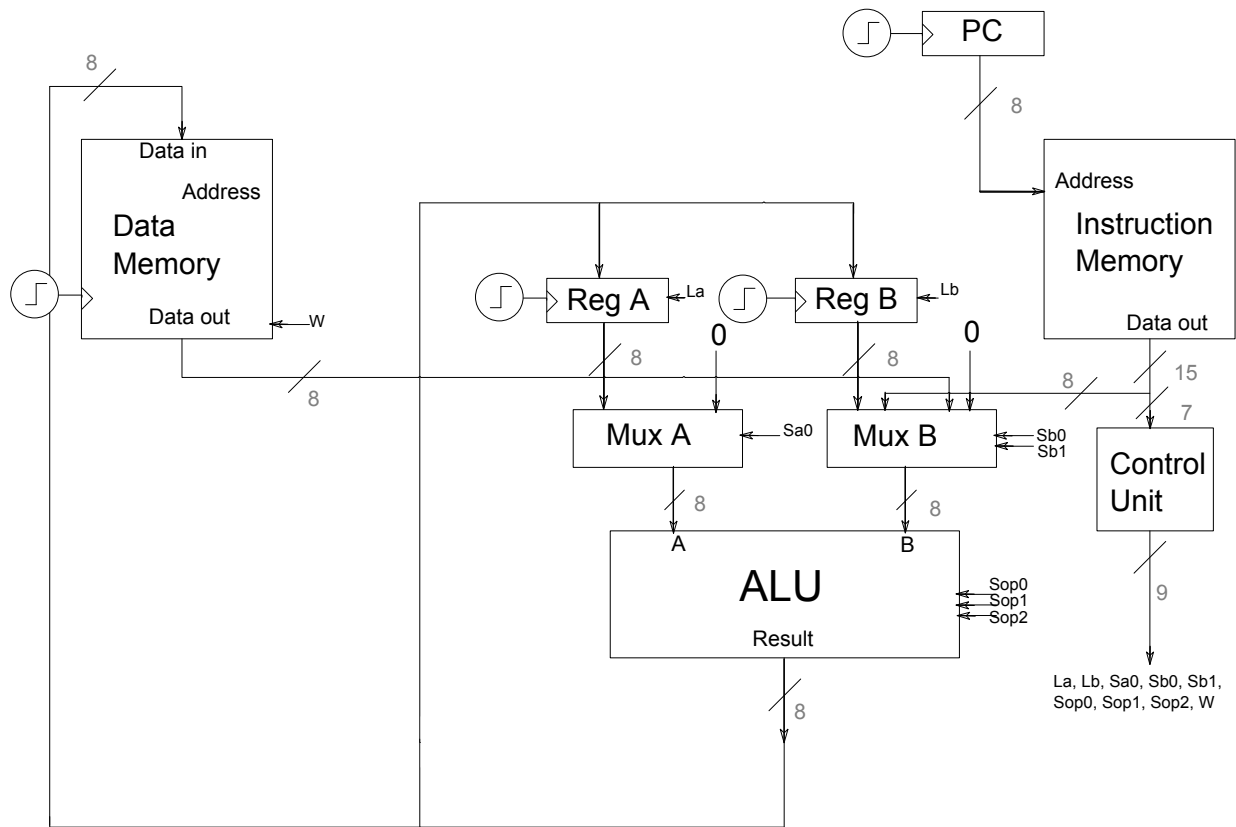 PC
8
8
Data in
Address
Data
Memory
Data out
W
8
Address
Instruction
Memory
Data out
15
8
7
Reg A
La
Reg B
Lb
0
0
8
8
Mux A
Sa0
Mux B
Sb0
Sb1
Control
Unit
8
8
A
B
ALU
Sop0
Sop1
Sop2
Result
9
8
La, Lb, Sa0, Sb0, Sb1,
Sop0, Sop1, Sop2, W